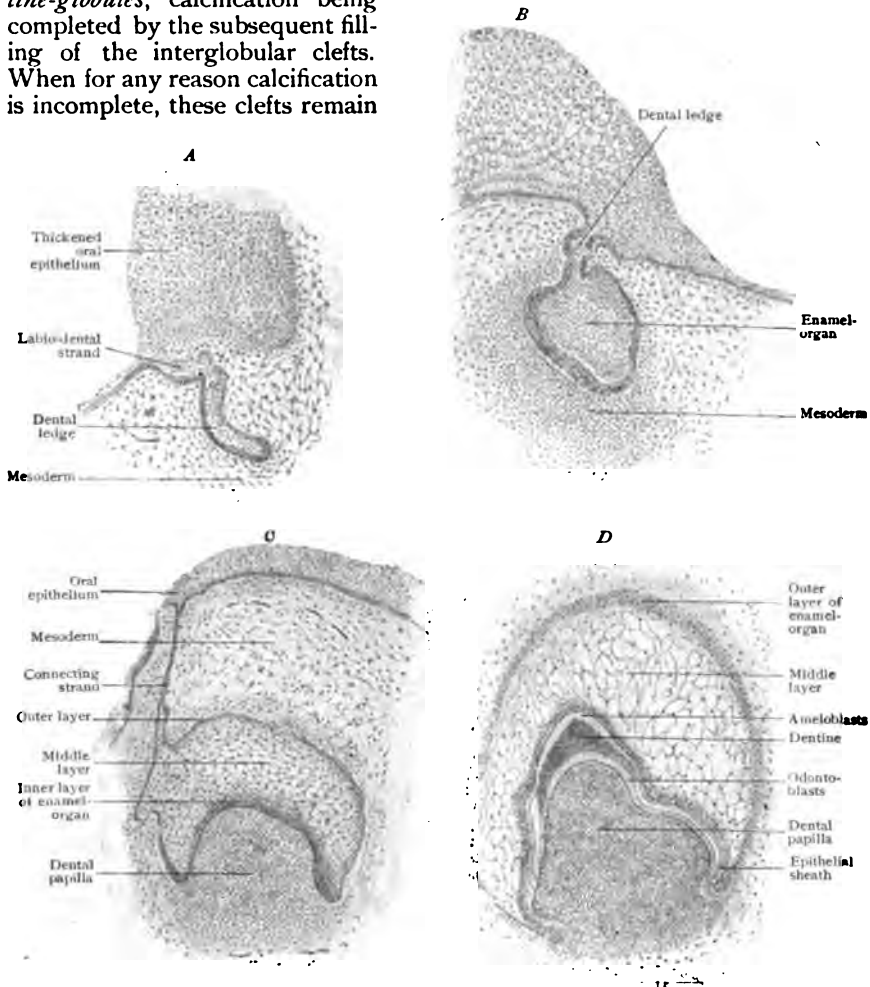 tine-globules, calcification being
completed by the subsequent fill-
ing of the interglobular clefts.
When for any reason calcification
is incomplete, these clefts remain
A
Thickened
oral
epithelium
Labio-dental
strand
Dental
ledge
Mesoderm
B
Dental ledge
Enamel-
organ
Mesoderm
C
Oral
epithelium
Mesoderm
Connecting
strand
Outer layer
Middle
layer
Inner layer
of enamel-
organ
Dental
papilla
D
Outer
layer of
enamel-
organ
Middle
layer
Ameloblasts
Dentine
Odonto-
blasts
Dental
papilla
Epithelial
sheath